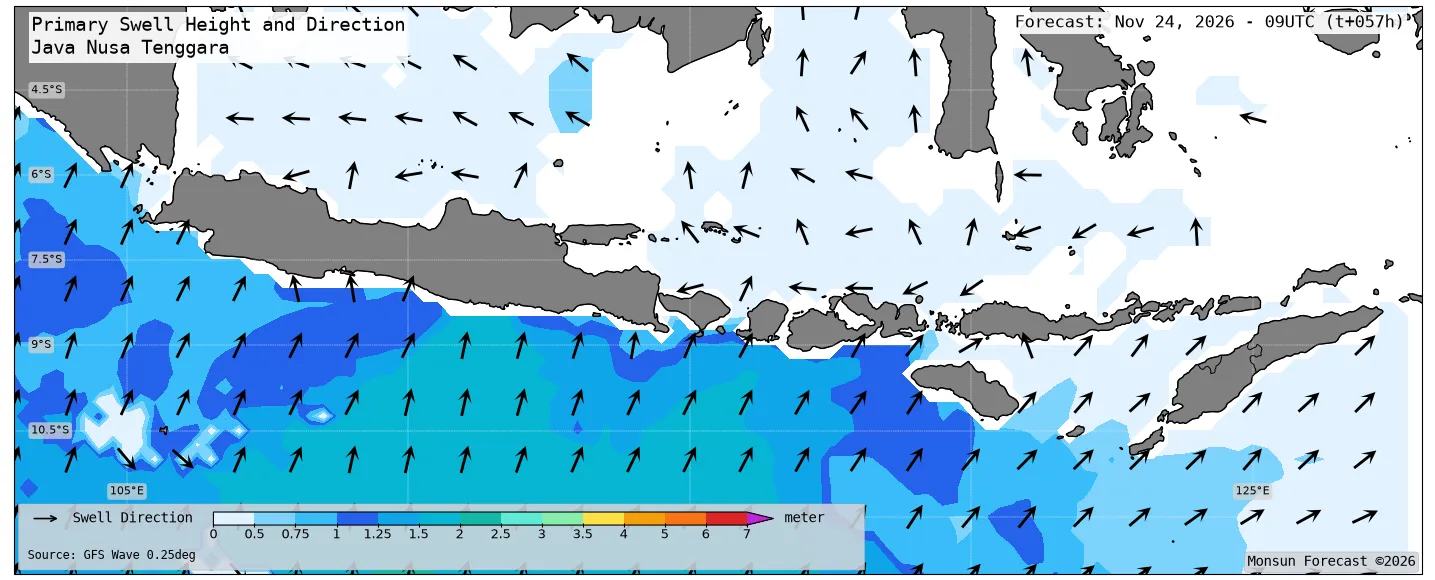 Primary Swell Height and Direction
Java Nusa Tenggara
Forecast: Nov 24, 2026 - 09UTC (t+057h)
4.5°S
6°S
7.5°S
9°S
10.5°S
105°E
125°E
Swell Direction
0 0.5 0.75 1 1.25 1.5 2 2.5 3 3.5 4 5 6 7
meter
Source: GFS Wave 0.25deg
Monsun Forecast ©2026